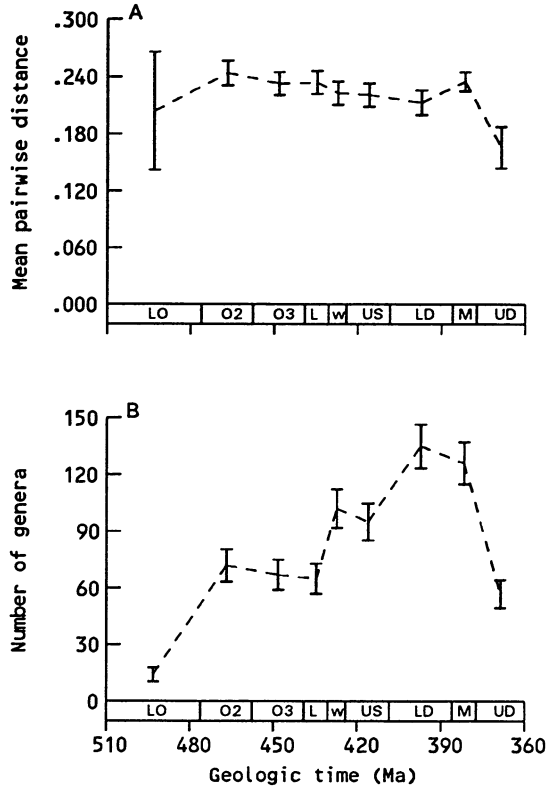 A
.300
.240
.180
.120
.060
.000
Mean pairwise distance
LO O2 O3 L W US LD M UD
B
150
120
90
60
30
0
Number of genera
LO O2 O3 L W US LD M UD
510 480 450 420 390 360
Geologic time (Ma)